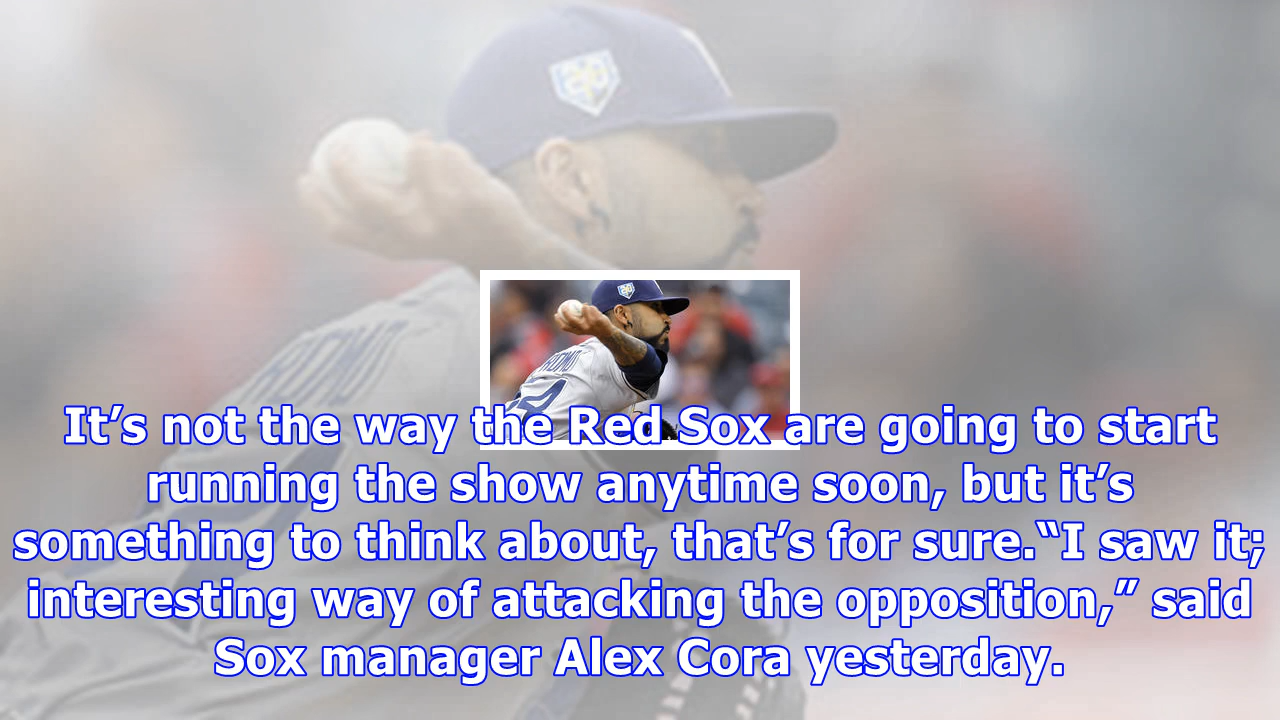 It’s not the way the Red Sox are going to start
running the show anytime soon, but it’s
something to think about, that’s for sure.“I saw it;
interesting way of attacking the opposition,” said
Sox manager Alex Cora yesterday.